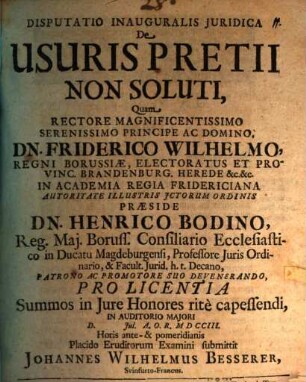 DISPUTATIO INAUGURALIS JURIDICA
De
USURIS PRETII
NON SOLUTI,
Quam
RECTORE MAGNIFICENTISSIMO
SERENISSIMO PRINCIPE AC DOMINO,
DN. FRIDERICO WILHELMO,
REGNI BORUSSIÆ, ELECTORATUS ET PRO-
VINC. BRANDENBURG. HEREDE &c.&c.
IN ACADEMIA REGIA FRIDERICIANA
AUTORITATE ILLUSTRIS JCTORUM ORDINIS
PRÆSIDE
DN. HENRICO BODINO,
Reg. Maj. Boruss. Consiliario Ecclesiasti-
co in Ducatu Magdeburgensi, Professore Juris Ordi-
nario, & Facult. Jurid. h. t. Decano,
PATRONO AC PROMOTORE SUO DEVENERANDO,
PRO LICENTIA
Summos in Jure Honores ritè capessendi,
IN AUDITORIO MAJORI
D. Jul. A. O. R. MDCCIII.
Horis ante- & pomeridianis
Placido Eruditorum Examini submittit
JOHANNES WILHELMUS BESSERER,
Svinfurto-Francus.